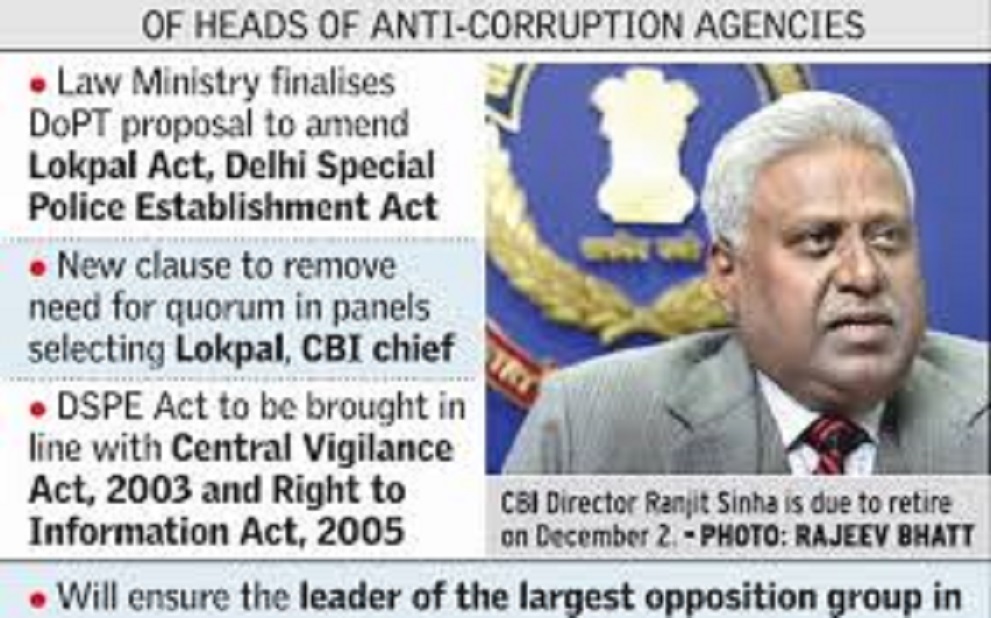 OF HEADS OF ANTI-CORRUPTION AGENCIES
• Law Ministry finalises
DoPT proposal to amend
Lokpal Act, Delhi Special
Police Establishment Act
• New clause to remove
need for quorum in panels
selecting Lokpal, CBI chief
• DSPE Act to be brought in
line with Central Vigilance
Act, 2003 and Right to
Information Act, 2005
CBI Director Ranjit Sinha is due to retire
on December 2. - PHOTO: RAJEEV BHATT
• Will ensure the leader of the largest opposition group in